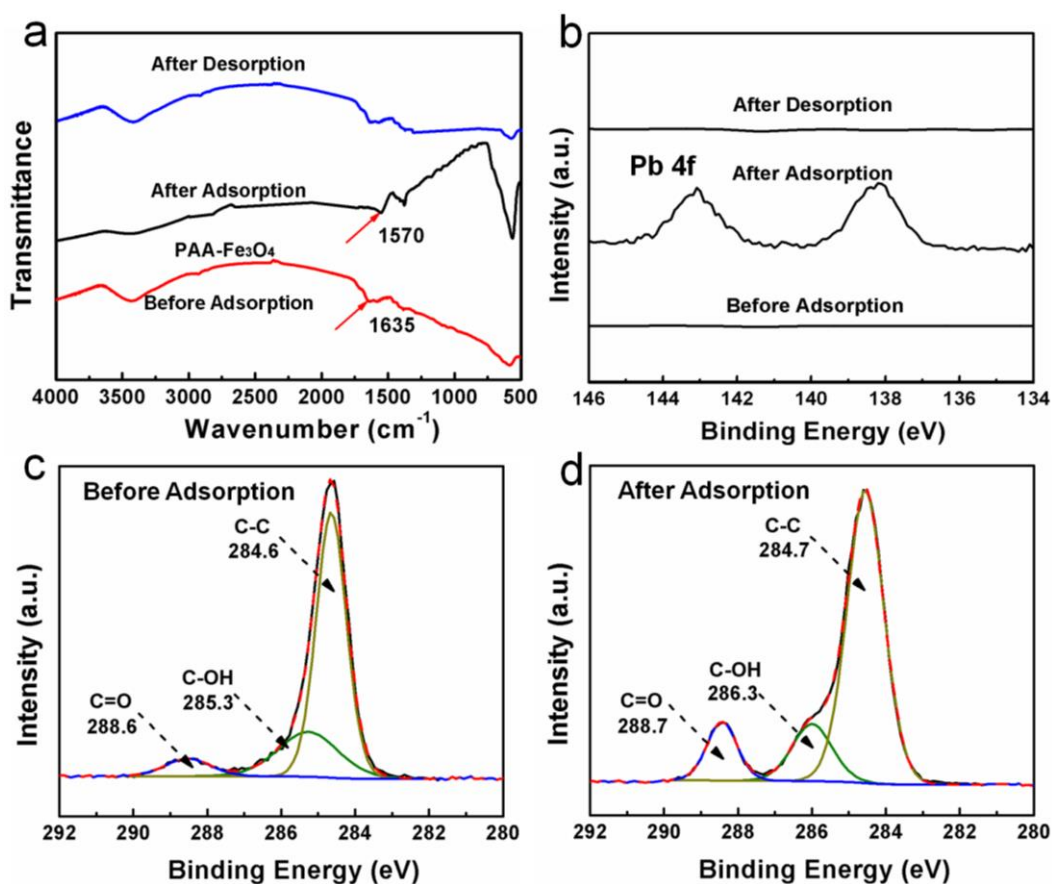 a
After Desorption
After Adsorption
1570
PAA-Fe₃O₄
Before Adsorption
1635
Transmittance
4000 3500 3000 2500 2000 1500 1000 500
Wavenumber (cm⁻¹)
b
After Desorption
Pb 4f
After Adsorption
Before Adsorption
Intensity (a.u.)
146 144 142 140 138 136 134
Binding Energy (eV)
c
Before Adsorption
C-C
284.6
C-OH
285.3
C=O
288.6
Intensity (a.u.)
292 290 288 286 284 282 280
Binding Energy (eV)
d
After Adsorption
C-C
284.7
C-OH
286.3
C=O
288.7
Intensity (a.u.)
292 290 288 286 284 282 280
Binding Energy (eV)